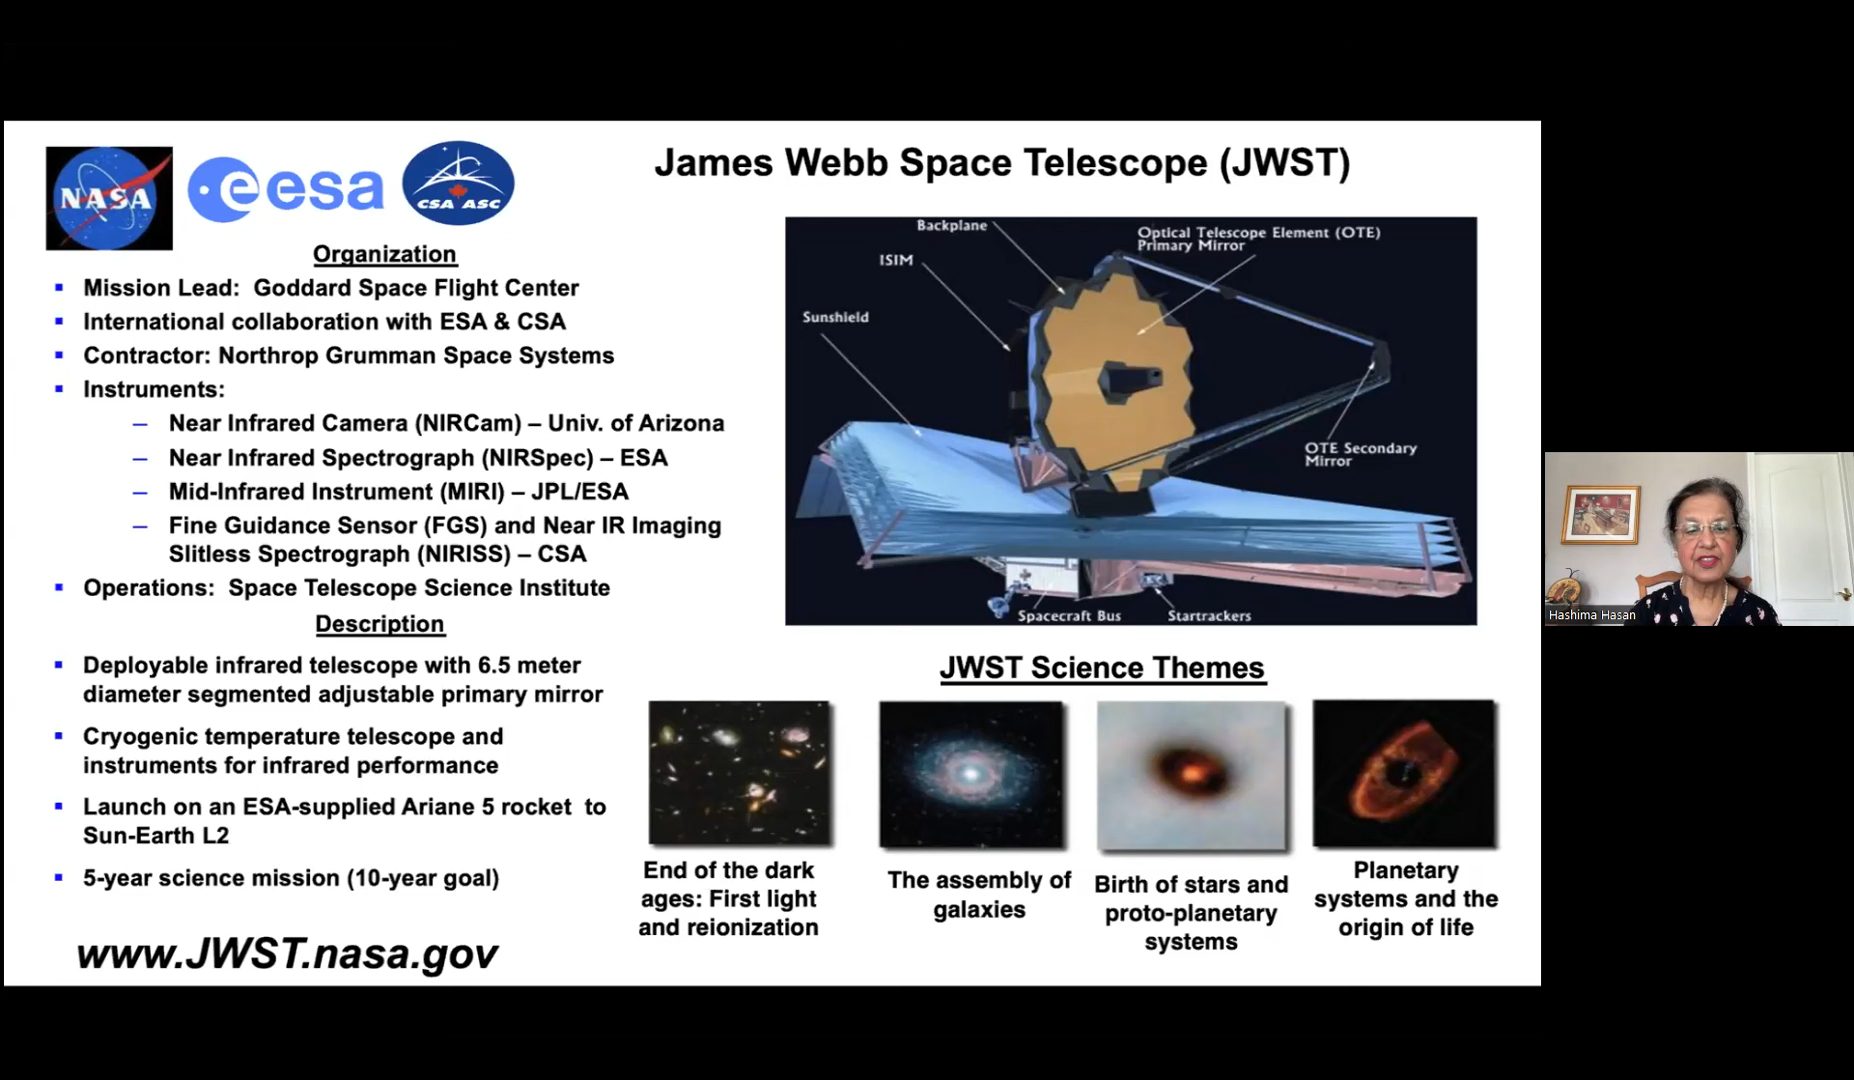 NASA
esa
CSA ASC
James Webb Space Telescope (JWST)
Organization
Mission Lead: Goddard Space Flight Center
International collaboration with ESA & CSA
Contractor: Northrop Grumman Space Systems
Instruments:
– Near Infrared Camera (NIRCam) – Univ. of Arizona
– Near Infrared Spectrograph (NIRSpec) – ESA
– Mid-Infrared Instrument (MIRI) – JPL/ESA
– Fine Guidance Sensor (FGS) and Near IR Imaging
Slitless Spectrograph (NIRISS) – CSA
Operations: Space Telescope Science Institute
Description
Deployable infrared telescope with 6.5 meter
diameter segmented adjustable primary mirror
Cryogenic temperature telescope and
instruments for infrared performance
Launch on an ESA-supplied Ariane 5 rocket to
Sun-Earth L2
5-year science mission (10-year goal)
www.JWST.nasa.gov
Backplane
Optical Telescope Element (OTE)
Primary Mirror
ISIM
Sunshield
OTE Secondary
Mirror
Spacecraft Bus
Startrackers
JWST Science Themes
End of the dark
ages: First light
and reionization
The assembly of
galaxies
Birth of stars and
proto-planetary
systems
Planetary
systems and the
origin of life
Hashima Hasan